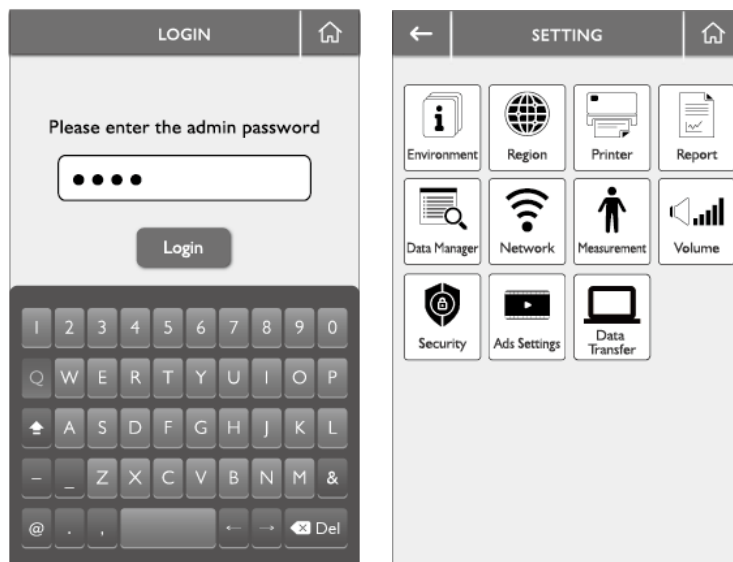 LOGIN
Please enter the admin password
Login
1 2 3 4 5 6 7 8 9 0
Q W E R T Y U I O P
A S D F G H J K L
– _ Z X C V B N M &
@ . , ← → Del
← SETTING
Environment Region Printer Report
Data Manager Network Measurement Volume
Security Ads Settings Data
Transfer